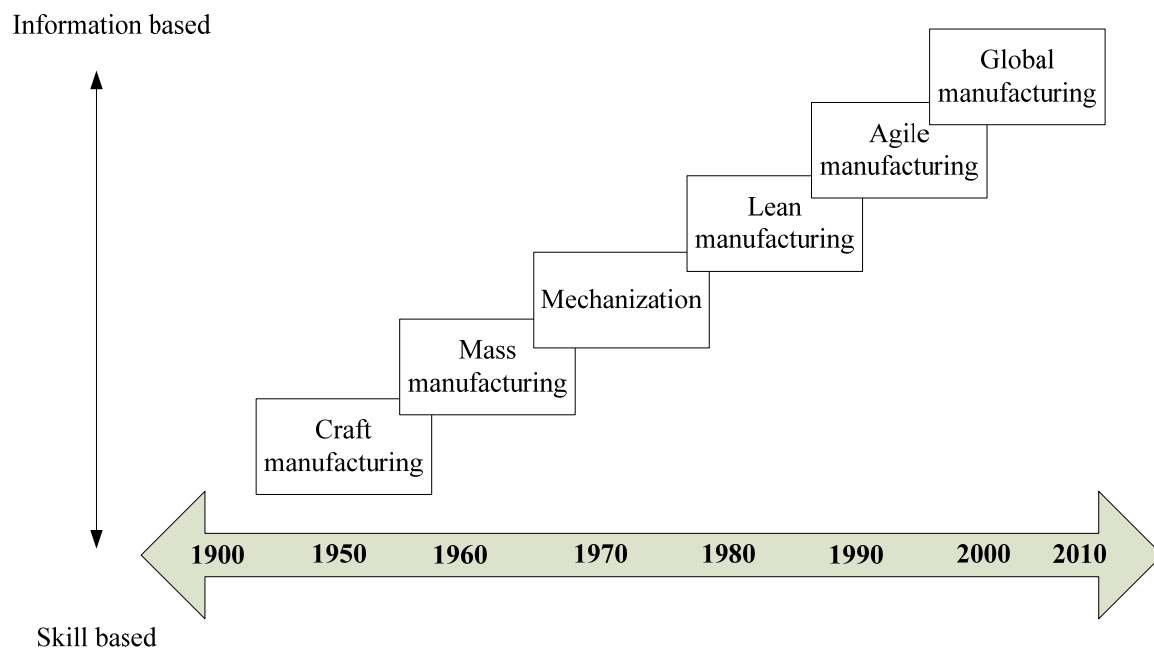 Information based
Global
manufacturing
Agile
manufacturing
Lean
manufacturing
Mechanization
Mass
manufacturing
Craft
manufacturing
1900 1950 1960 1970 1980 1990 2000 2010
Skill based